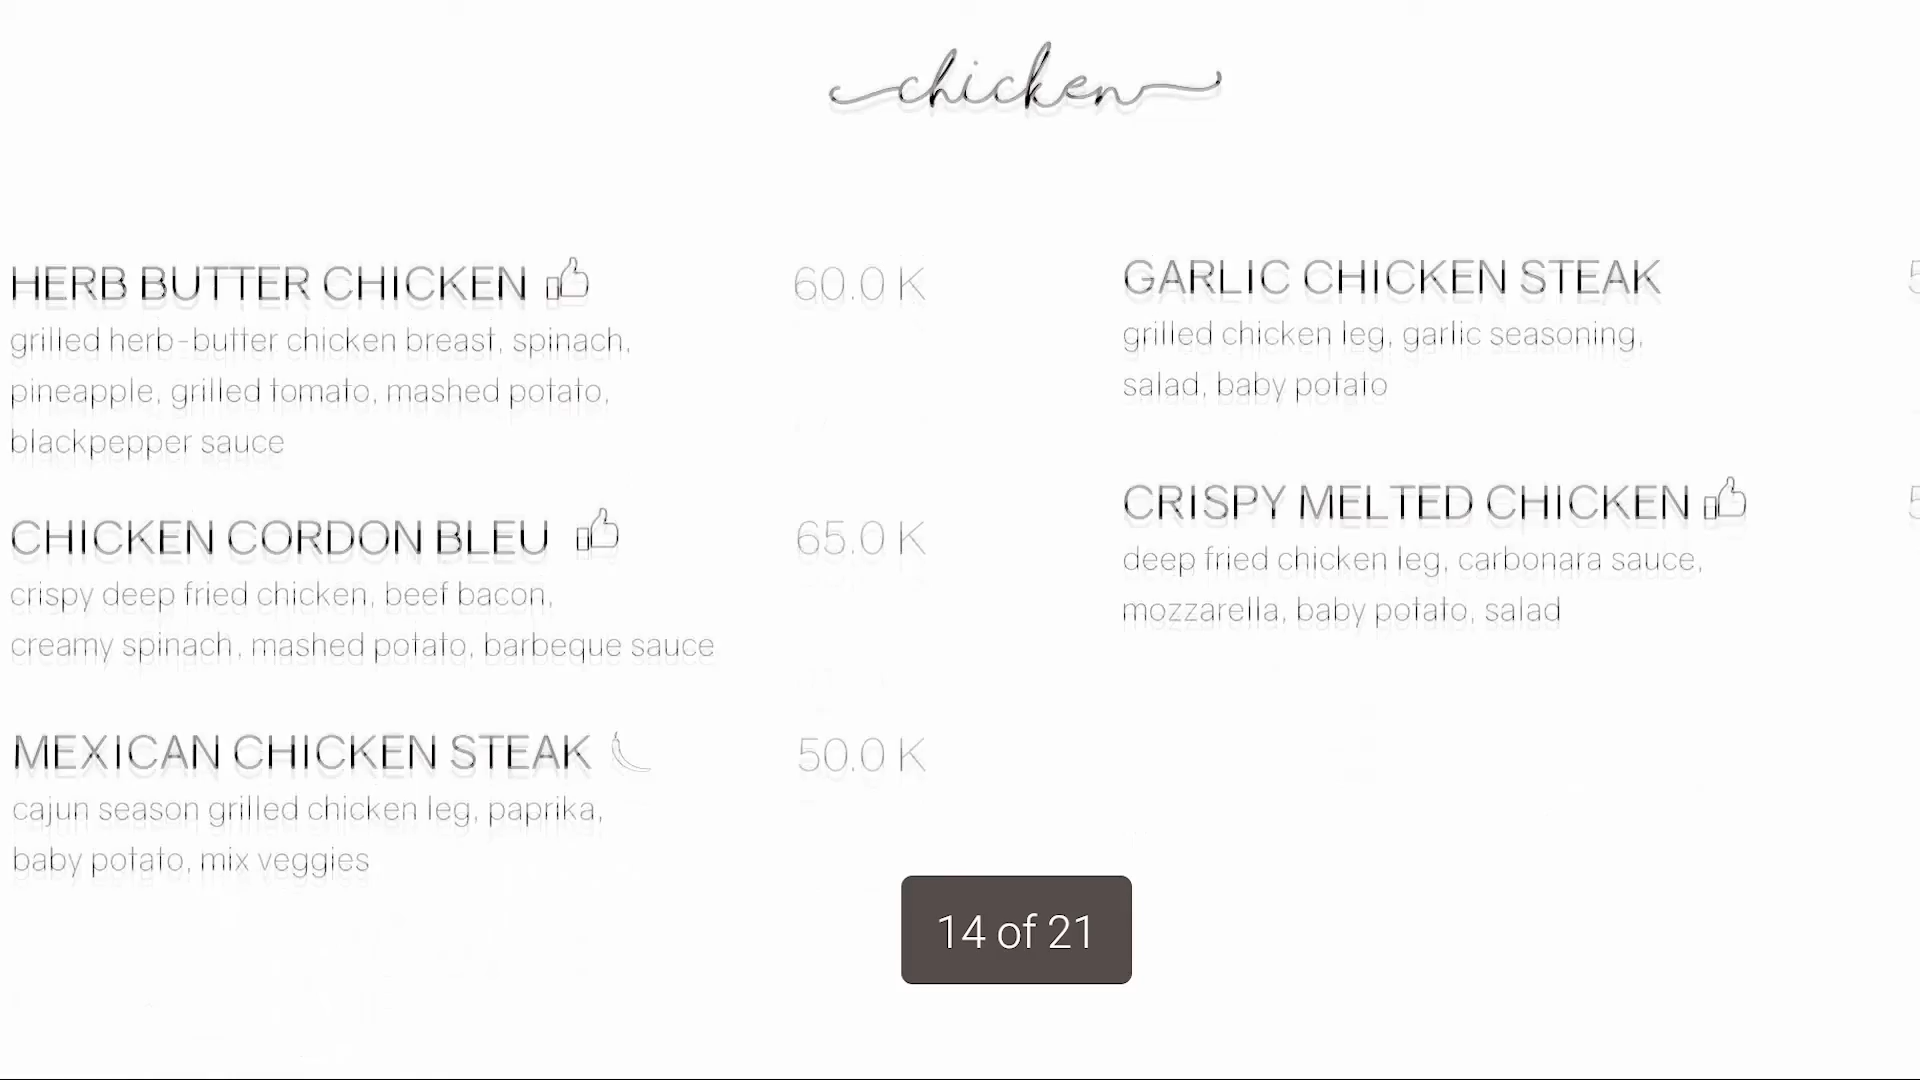 chicken
HERB BUTTER CHICKEN 60.0 K
grilled herb-butter chicken breast, spinach,
pineapple, grilled tomato, mashed potato,
blackpepper sauce
CHICKEN CORDON BLEU 65.0 K
crispy deep fried chicken, beef bacon,
creamy spinach, mashed potato, barbeque sauce
MEXICAN CHICKEN STEAK 50.0 K
cajun season grilled chicken leg, paprika,
baby potato, mix veggies
GARLIC CHICKEN STEAK
grilled chicken leg, garlic seasoning,
salad, baby potato
CRISPY MELTED CHICKEN
deep fried chicken leg, carbonara sauce,
mozzarella, baby potato, salad
14 of 21